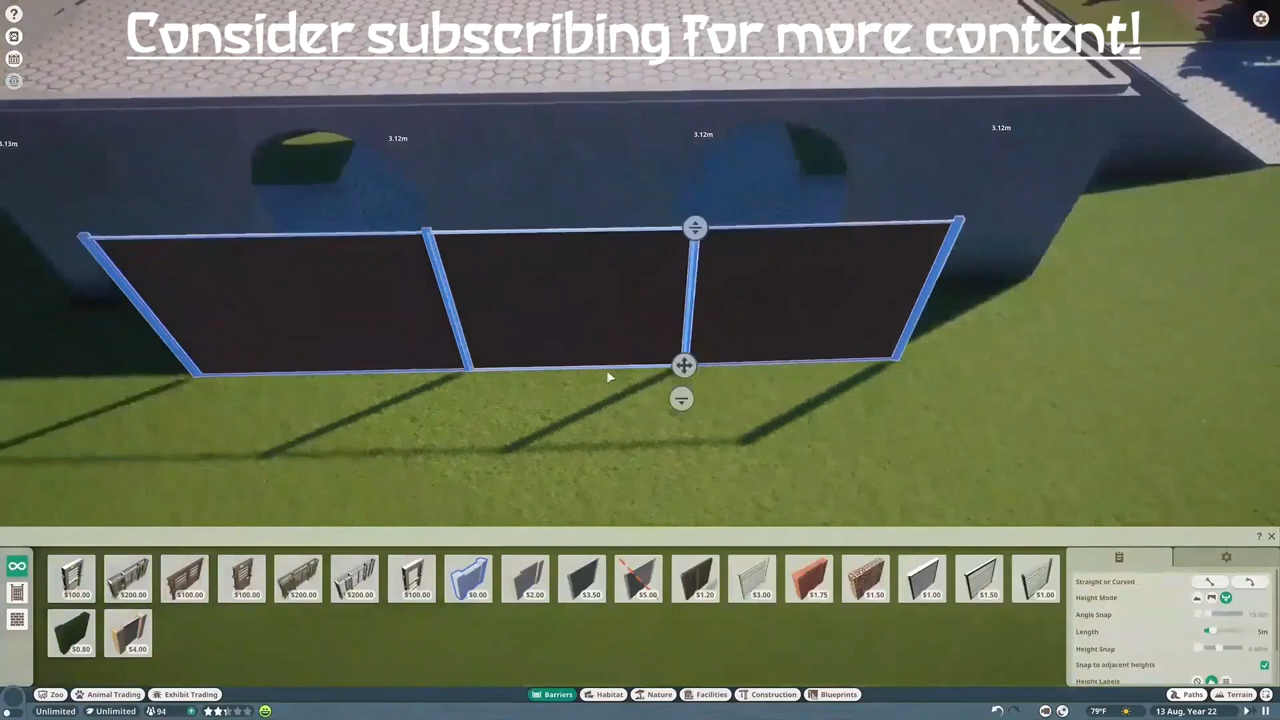 Consider subscribing for more content!
3.13m
3.12m
3.12m
3.12m
$100.00 $200.00 $100.00 $100.00 $200.00 $200.00 $100.00 $0.00 $2.00 $3.50 $5.00 $1.20 $3.00 $1.75 $1.50 $1.00 $1.50 $1.00
$0.80 $4.00
? ×
Straight or Curved
Height Mode
Angle Snap
Length 5m
Height Snap
Snap to adjacent heights
Height Labels
Zoo Animal Trading Exhibit Trading Barriers Habitat Nature Facilities Construction Blueprints Paths Terrain
Unlimited Unlimited 94 79°F 13 Aug, Year 22